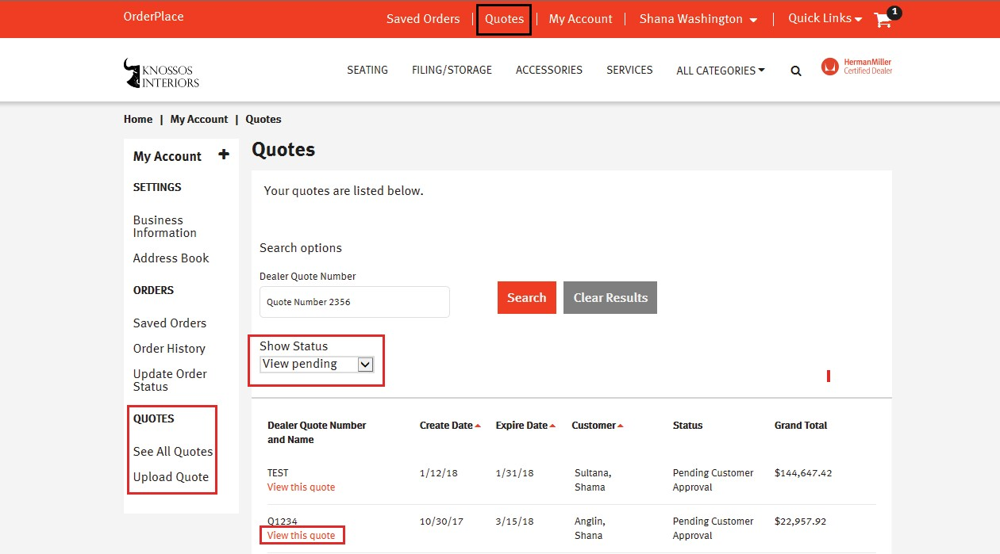 OrderPlace
Saved Orders | Quotes | My Account | Shana Washington | Quick Links 1
KNOSSOS
INTERIORS
SEATING FILING/STORAGE ACCESSORIES SERVICES ALL CATEGORIES
HermanMiller
Certified Dealer
Home | My Account | Quotes
My Account +
SETTINGS
Business
Information
Address Book
ORDERS
Saved Orders
Order History
Update Order
Status
QUOTES
See All Quotes
Upload Quote
Quotes
Your quotes are listed below.
Search options
Dealer Quote Number
Quote Number 2356
Search Clear Results
Show Status
View pending
Dealer Quote Number
and Name
Create Date Expire Date Customer Status Grand Total
TEST 1/12/18 1/31/18 Sultana, Pending Customer $144,647.42
View this quote Shama Approval
Q1234 10/30/17 3/15/18 Anglin, Pending Customer $22,957.92
View this quote Shana Approval